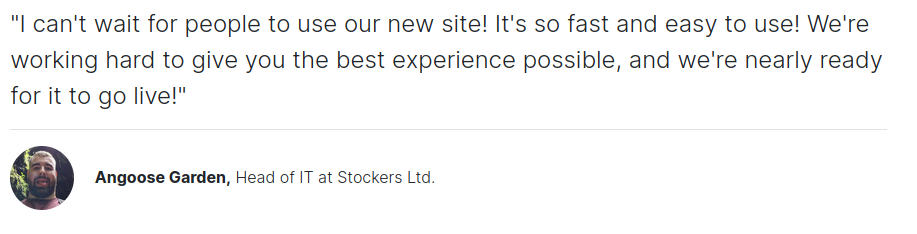 "I can't wait for people to use our new site! It's so fast and easy to use! We're
working hard to give you the best experience possible, and we're nearly ready
for it to go live!"
Angoose Garden, Head of IT at Stockers Ltd.